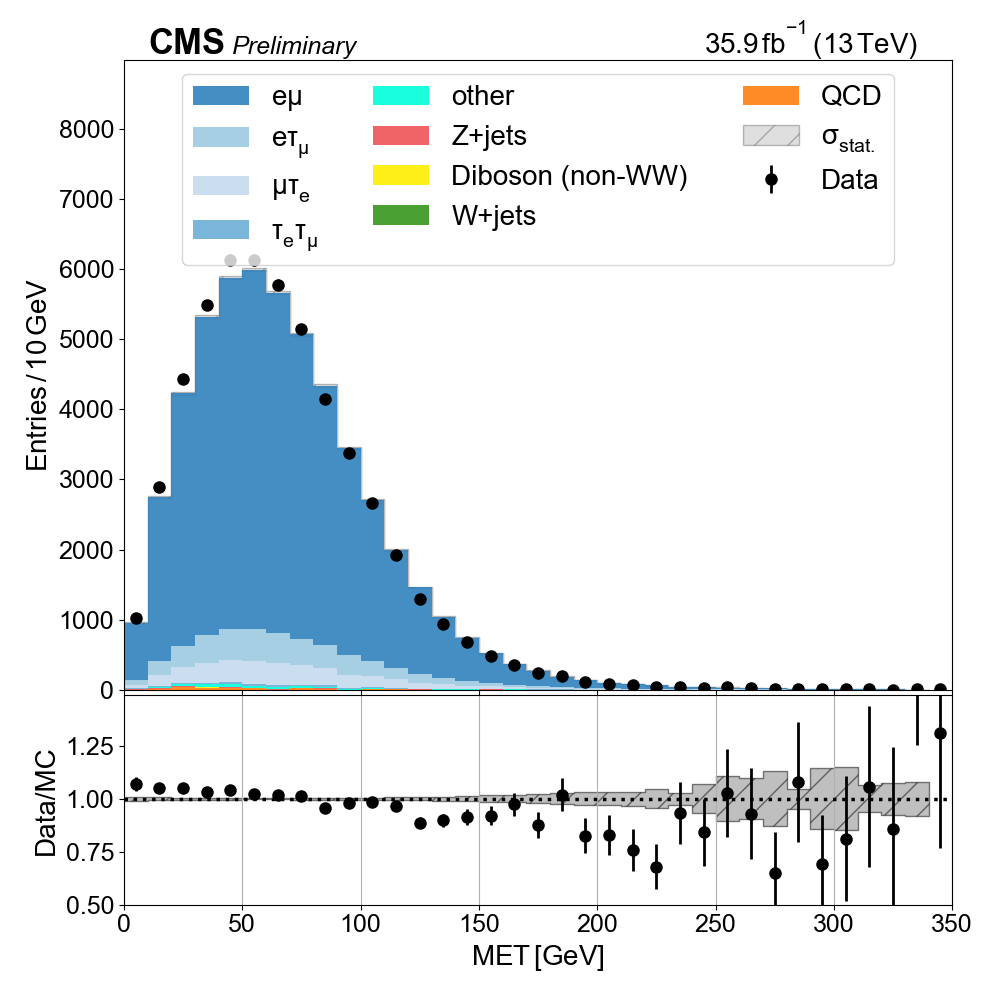 CMS Preliminary 35.9 fb⁻¹ (13 TeV)
eμ
eτμ
μτe
τeτμ
other
Z+jets
Diboson (non-WW)
W+jets
QCD
σstat.
Data
Entries / 10 GeV
8000
7000
6000
5000
4000
3000
2000
1000
0
Data/MC
1.25
1.00
0.75
0.50
0 50 100 150 200 250 300 350
MET [GeV]